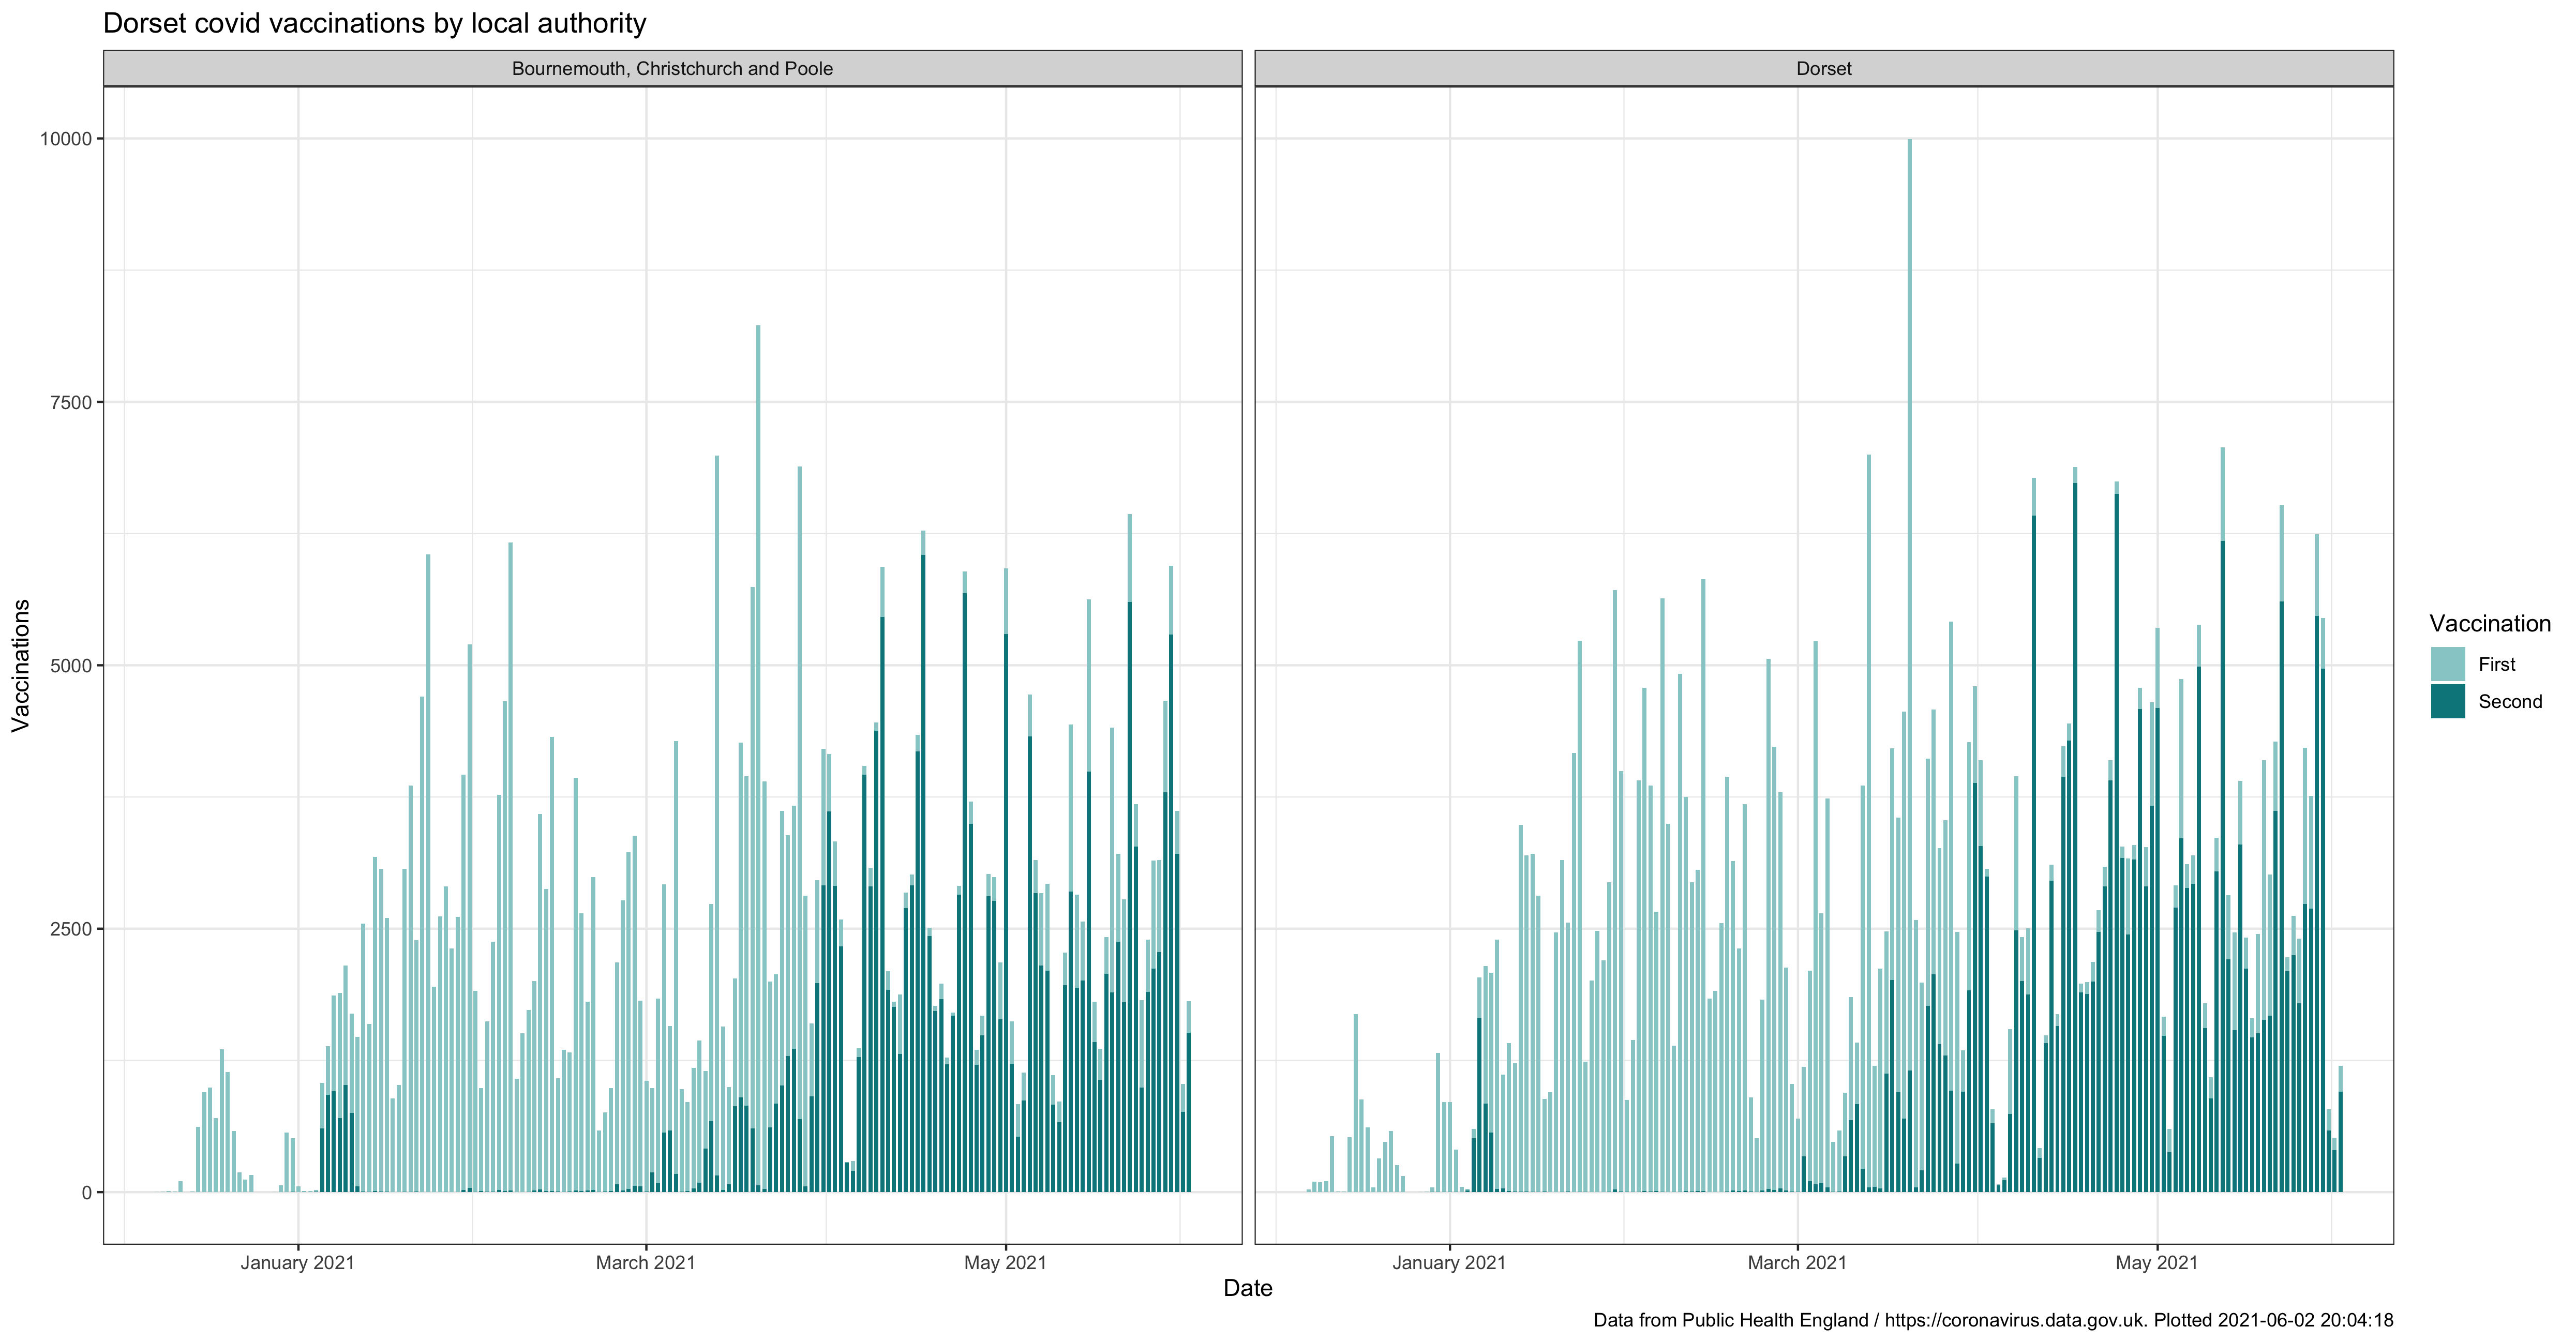 Dorset covid vaccinations by local authority
Bournemouth, Christchurch and Poole
Dorset
10000
7500
5000
2500
0
Vaccinations
January 2021
March 2021
May 2021
January 2021
March 2021
May 2021
Date
Vaccination
First
Second
Data from Public Health England / https://coronavirus.data.gov.uk. Plotted 2021-06-02 20:04:18